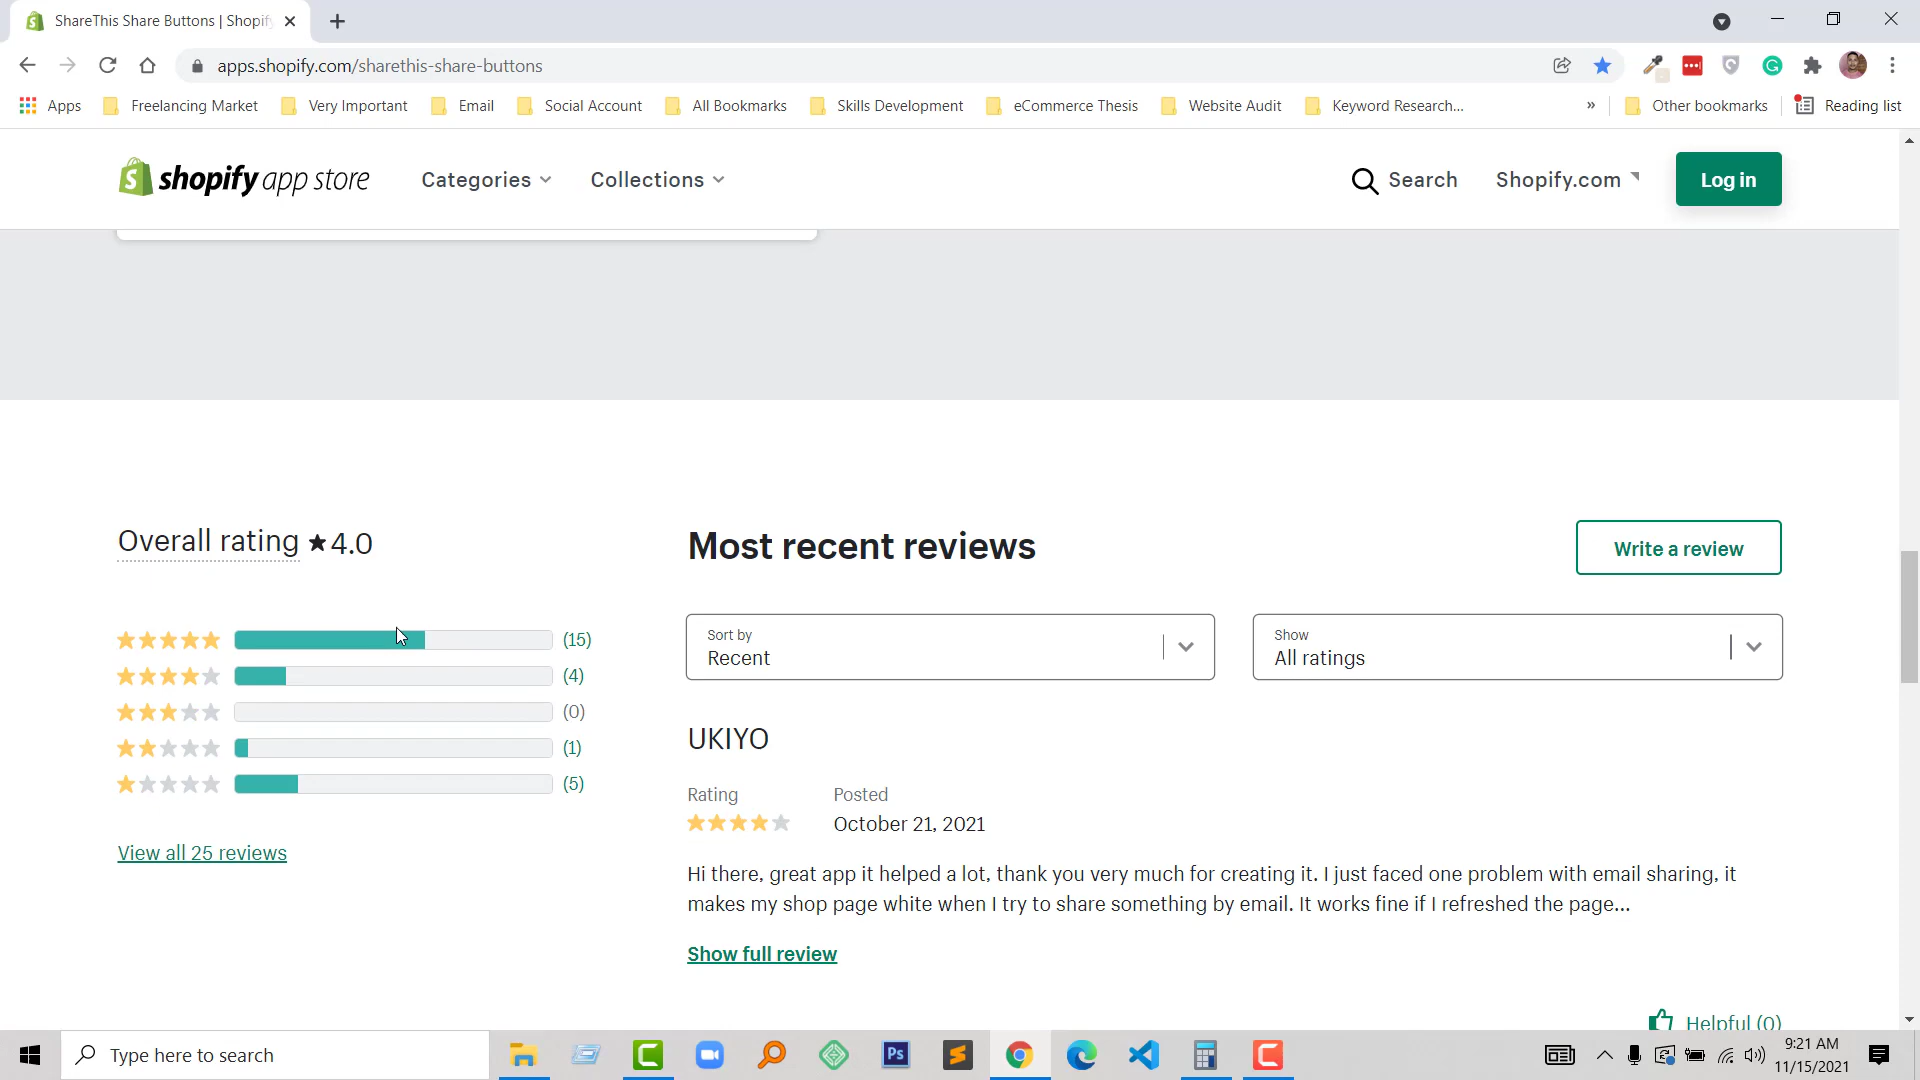 ShareThis Share Buttons | Shopif
apps.shopify.com/sharethis-share-buttons
Apps Freelancing Market Very Important Email Social Account All Bookmarks Skills Development eCommerce Thesis Website Audit Keyword Research... » Other bookmarks Reading list
shopify app store Categories Collections Search Shopify.com Log in
Overall rating ★ 4.0
Most recent reviews
Write a review
(15)
(4)
(0)
(1)
(5)
View all 25 reviews
Sort by
Recent
Show
All ratings
UKIYO
Rating
Posted
October 21, 2021
Hi there, great app it helped a lot, thank you very much for creating it. I just faced one problem with email sharing, it
makes my shop page white when I try to share something by email. It works fine if I refreshed the page...
Show full review
Helpful (0)
Type here to search
Ps
9:21 AM
11/15/2021